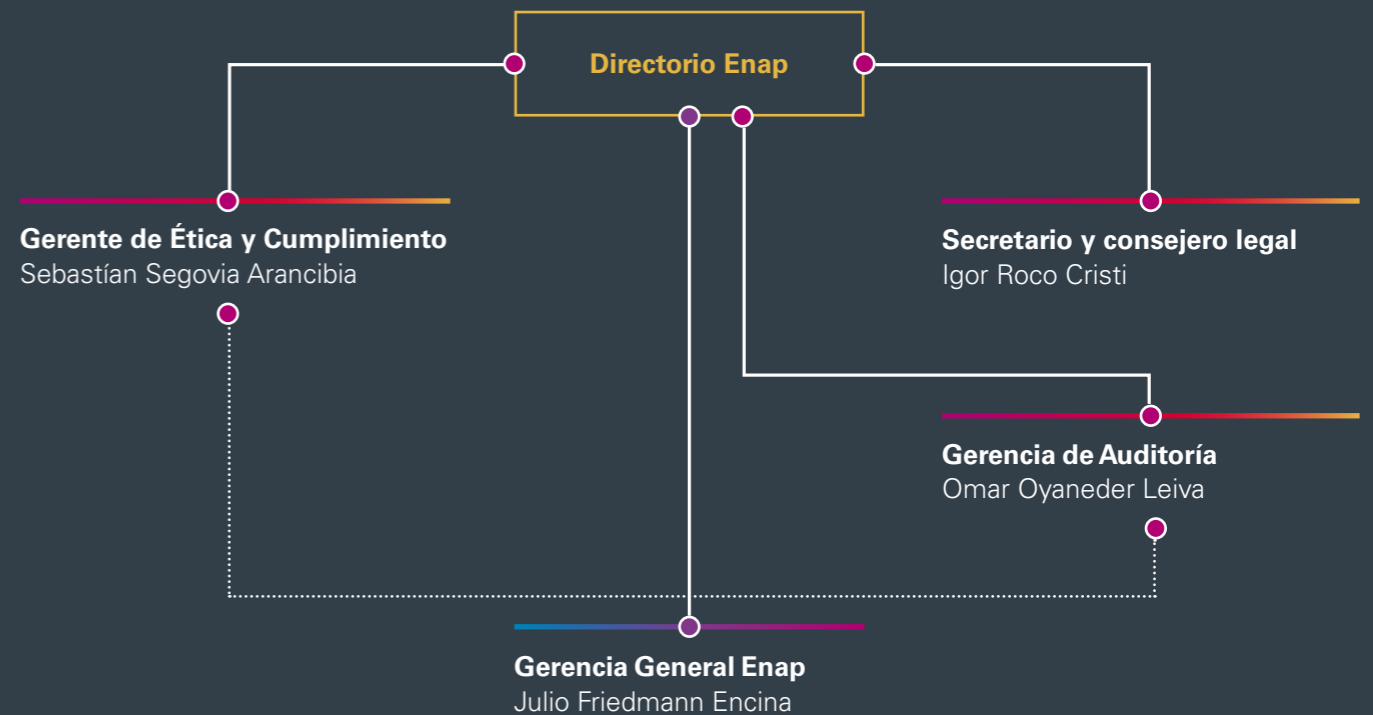 Directorio Enap
Gerente de Ética y Cumplimiento
Sebastían Segovia Arancibia
Secretario y consejero legal
Igor Roco Cristi
Gerencia de Auditoría
Omar Oyaneder Leiva
Gerencia General Enap
Julio Friedmann Encina